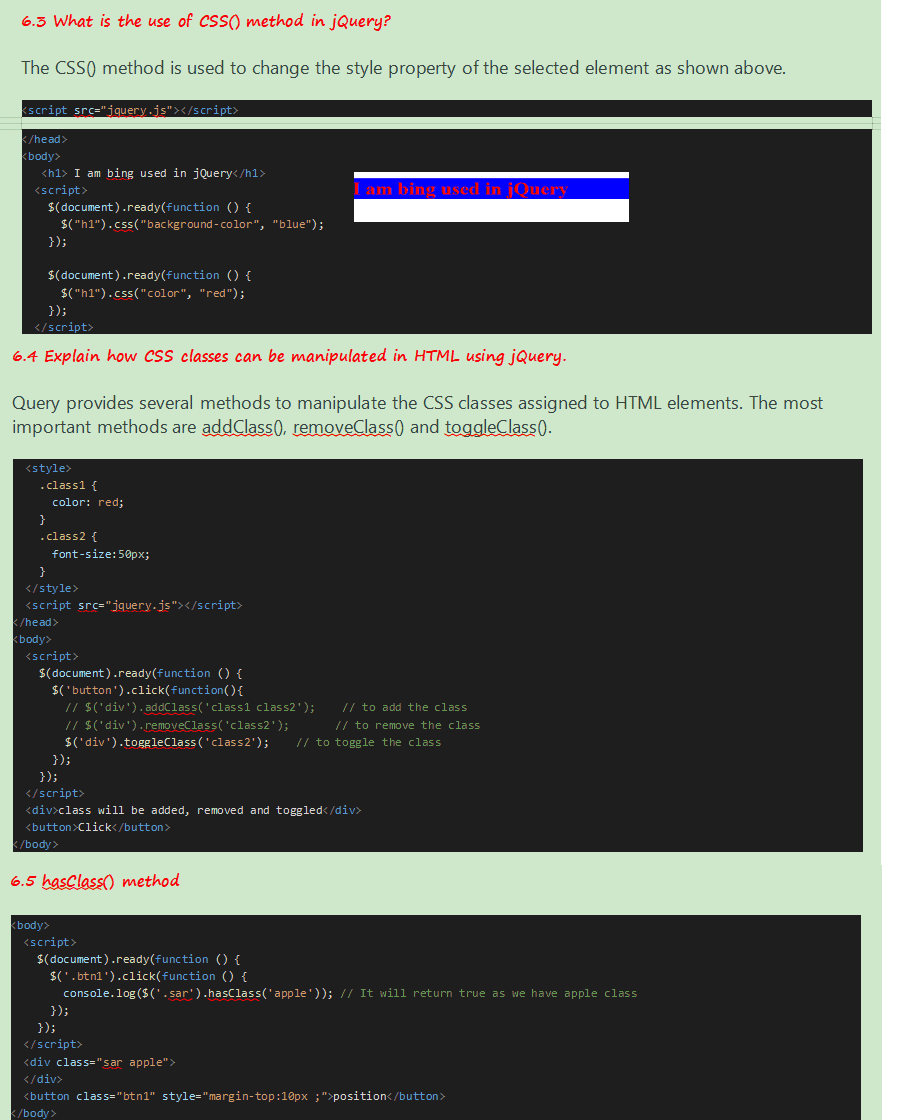 6.3 What is the use of CSS() method in jQuery?
The CSS() method is used to change the style property of the selected element as shown above.
<script src="jquery.js"></script>
</head>
<body>
<h1> I am bing used in jQuery</h1>
<script>
$(document).ready(function () {
$("h1").css("background-color", "blue");
});
$(document).ready(function () {
$("h1").css("color", "red");
});
</script>
I am bing used in jQuery
6.4 Explain how CSS classes can be manipulated in HTML using jQuery.
Query provides several methods to manipulate the CSS classes assigned to HTML elements. The most
important methods are addClass(), removeClass() and toggleClass().
<style>
.class1 {
color: red;
}
.class2 {
font-size:50px;
}
</style>
<script src="jquery.js"></script>
</head>
<body>
<script>
$(document).ready(function () {
$('button').click(function(){
// $('div').addClass('class1 class2');    // to add the class
// $('div').removeClass('class2');       // to remove the class
$('div').toggleClass('class2');    // to toggle the class
});
});
</script>
<div>class will be added, removed and toggled</div>
<button>Click</button>
</body>
6.5 hasClass() method
<body>
<script>
$(document).ready(function () {
$('.btn1').click(function () {
console.log($('.sar').hasClass('apple')); // It will return true as we have apple class
});
});
</script>
<div class="sar apple">
</div>
<button class="btn1" style="margin-top:10px ;">position</button>
</body>